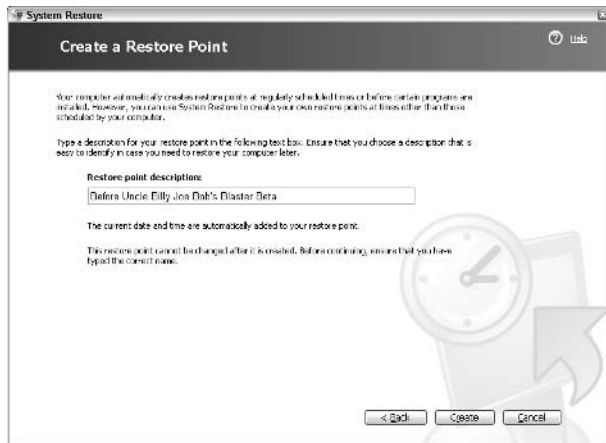 System Restore
Create a Restore Point
Help
Your computer automatically creates restore points at regularly scheduled times or before certain programs are
installed. However, you can use System Restore to create your own restore points at times other than those
scheduled by your computer.
Type a description for your restore point in the following text box. Ensure that you choose a description that is
easy to identify in case you need to restore your computer later.
Restore point description:
Before Uncle Billy Joe Bob's Blaster Beta
The current date and time are automatically added to your restore point.
This restore point cannot be changed after it is created. Before continuing, ensure that you have
typed the correct name.
< Back
Create
Cancel